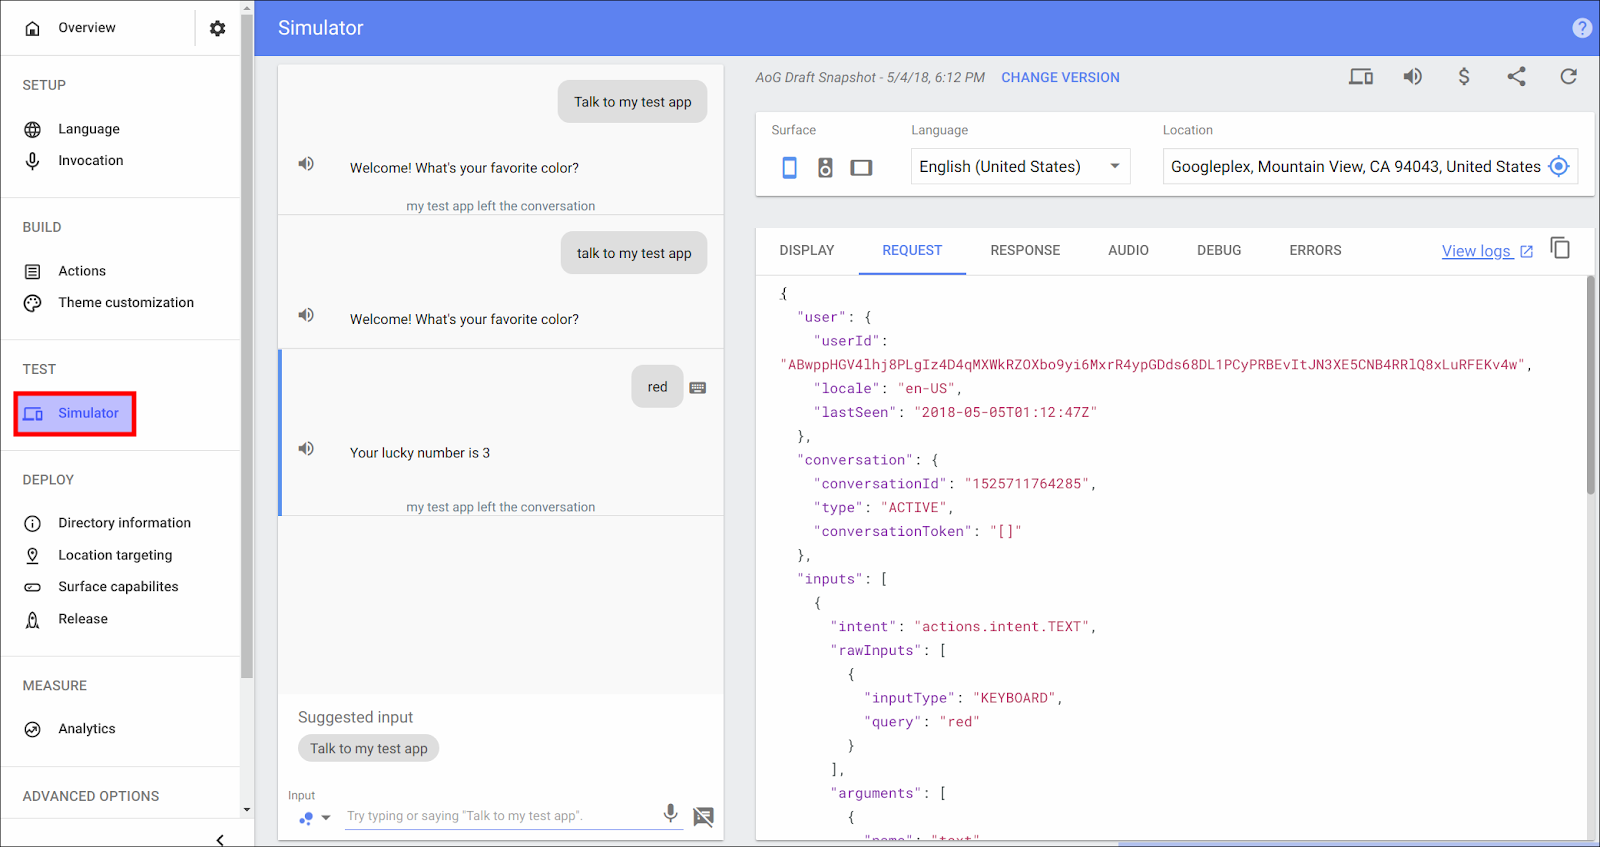 Overview
SETUP
Language
Invocation
BUILD
Actions
Theme customization
TEST
Simulator
DEPLOY
Directory information
Location targeting
Surface capabilites
Release
MEASURE
Analytics
ADVANCED OPTIONS
Simulator
Talk to my test app
Welcome! What's your favorite color?
my test app left the conversation
talk to my test app
Welcome! What's your favorite color?
red
Your lucky number is 3
my test app left the conversation
Suggested input
Talk to my test app
Input
Try typing or saying "Talk to my test app".
AoG Draft Snapshot - 5/4/18, 6:12 PM CHANGE VERSION
Surface
Language
Location
English (United States)
Googleplex, Mountain View, CA 94043, United States
DISPLAY REQUEST RESPONSE AUDIO DEBUG ERRORS View logs
{
"user": {
"userId":
"ABwppHGV4lhj8PLgIz4D4qMXWkRZOXbo9yi6MxrR4ypGDds68DL1PCyPRBEvItJN3XE5CNB4RRlQ8xLuRFEKv4w",
"locale": "en-US",
"lastSeen": "2018-05-05T01:12:47Z"
},
"conversation": {
"conversationId": "1525711764285",
"type": "ACTIVE",
"conversationToken": "[]"
},
"inputs": [
{
"intent": "actions.intent.TEXT",
"rawInputs": [
{
"inputType": "KEYBOARD",
"query": "red"
}
],
"arguments": [
{
"name": "text"